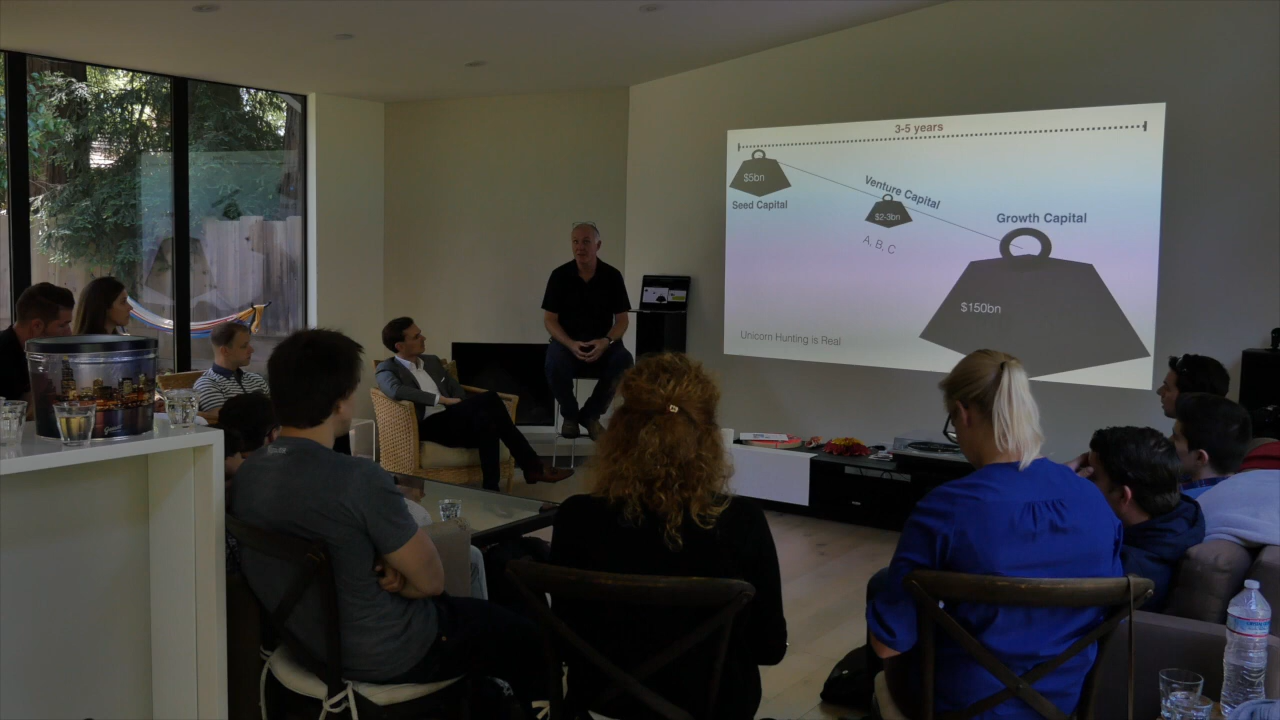 3-5 years
$5bn
Seed Capital
Venture Capital
$2-3bn
A, B, C
Growth Capital
$150bn
Unicorn Hunting is Real